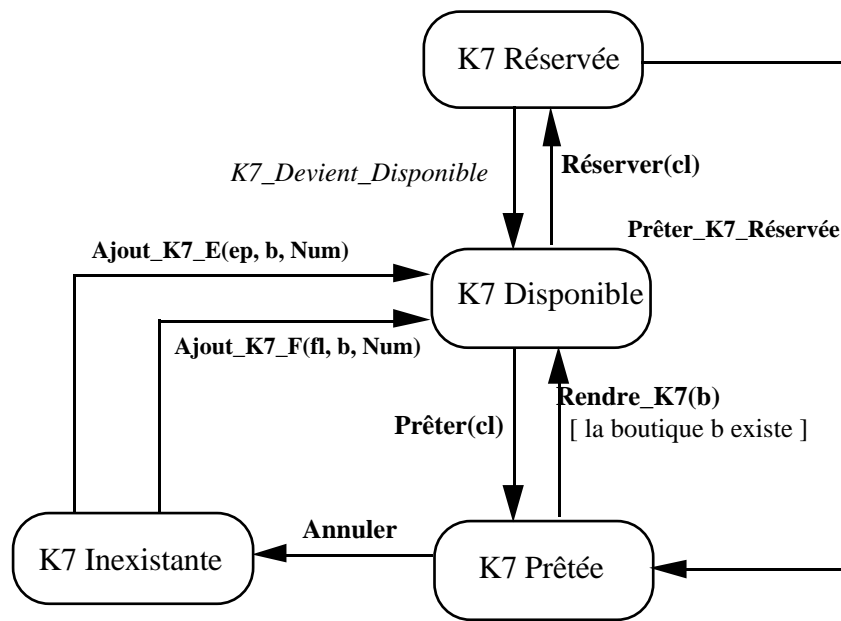 K7 Réservée
K7_Devient_Disponible
Réserver(cl)
Prêter_K7_Réservée
Ajout_K7_E(ep, b, Num)
K7 Disponible
Ajout_K7_F(fl, b, Num)
Rendre_K7(b)
Prêter(cl)
[ la boutique b existe ]
Annuler
K7 Inexistante
K7 Prêtée